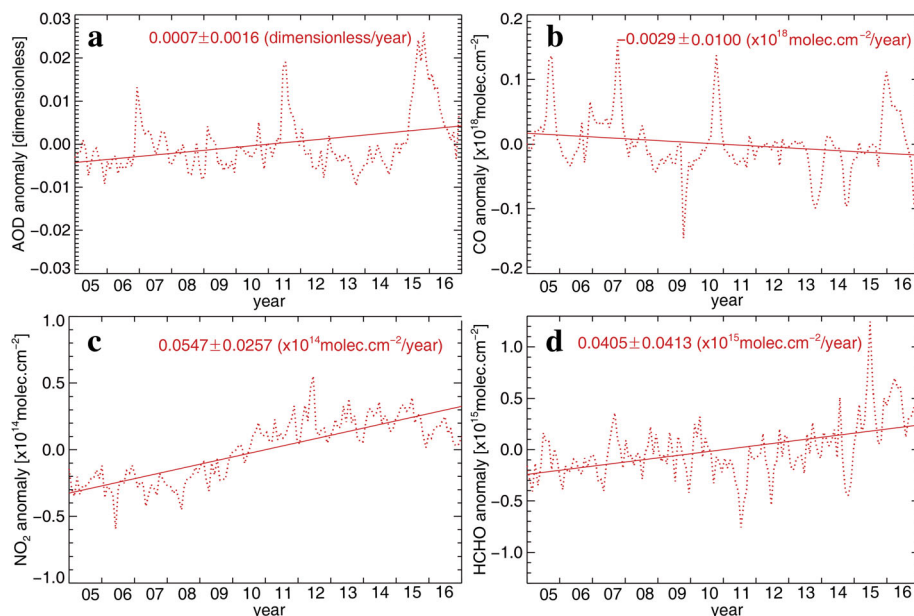 a
0.0007±0.0016 (dimensionless/year)
AOD anomaly [dimensionless]
0.03
0.02
0.01
0.00
−0.01
−0.02
−0.03
05 06 07 08 09 10 11 12 13 14 15 16
year
b
−0.0029±0.0100 (x10¹⁸molec.cm⁻²/year)
CO anomaly [x10¹⁸molec.cm⁻²]
0.2
0.1
0.0
−0.1
−0.2
05 06 07 08 09 10 11 12 13 14 15 16
year
c
0.0547±0.0257 (x10¹⁴molec.cm⁻²/year)
NO₂ anomaly [x10¹⁴molec.cm⁻²]
1.0
0.5
0.0
−0.5
−1.0
05 06 07 08 09 10 11 12 13 14 15 16
year
d
0.0405±0.0413 (x10¹⁵molec.cm⁻²/year)
HCHO anomaly [x10¹⁵molec.cm⁻²]
1.0
0.5
0.0
−0.5
−1.0
05 06 07 08 09 10 11 12 13 14 15 16
year